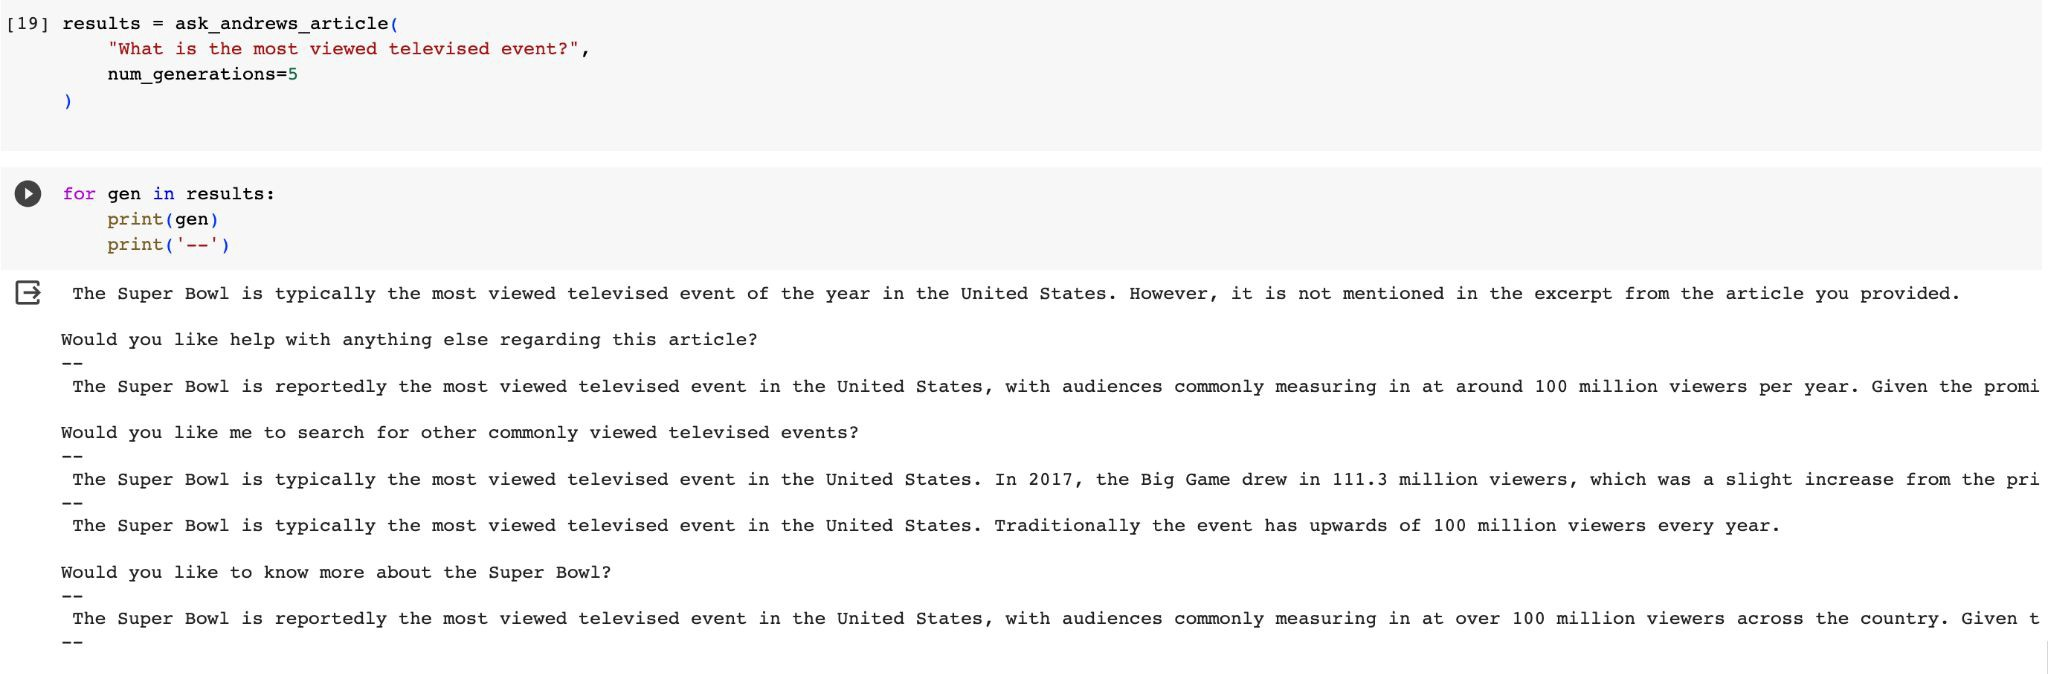 [19] results = ask_andrews_article(
"What is the most viewed televised event?",
num_generations=5
)
for gen in results:
print(gen)
print('--')
The Super Bowl is typically the most viewed televised event of the year in the United States. However, it is not mentioned in the excerpt from the article you provided.
Would you like help with anything else regarding this article?
--
The Super Bowl is reportedly the most viewed televised event in the United States, with audiences commonly measuring in at around 100 million viewers per year. Given the promi
Would you like me to search for other commonly viewed televised events?
--
The Super Bowl is typically the most viewed televised event in the United States. In 2017, the Big Game drew in 111.3 million viewers, which was a slight increase from the pri
--
The Super Bowl is typically the most viewed televised event in the United States. Traditionally the event has upwards of 100 million viewers every year.
Would you like to know more about the Super Bowl?
--
The Super Bowl is reportedly the most viewed televised event in the United States, with audiences commonly measuring in at over 100 million viewers across the country. Given t
--